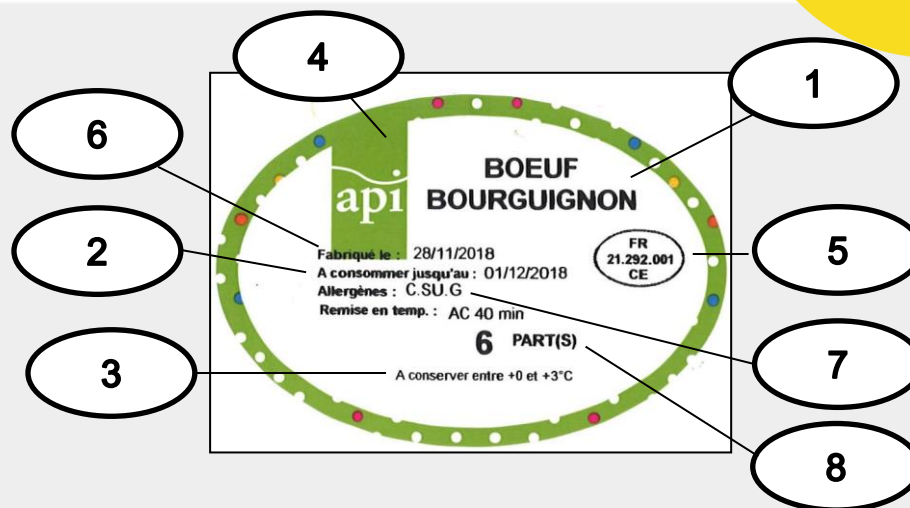 4
1
6
api
BOEUF
BOURGUIGNON
2
Fabriqué le : 28/11/2018
A consommer jusqu'au : 01/12/2018
Allergènes : C.SU.G
Remise en temp. : AC 40 min
FR
21.292.001
CE
5
6 PART(S)
7
3
A conserver entre +0 et +3°C
8